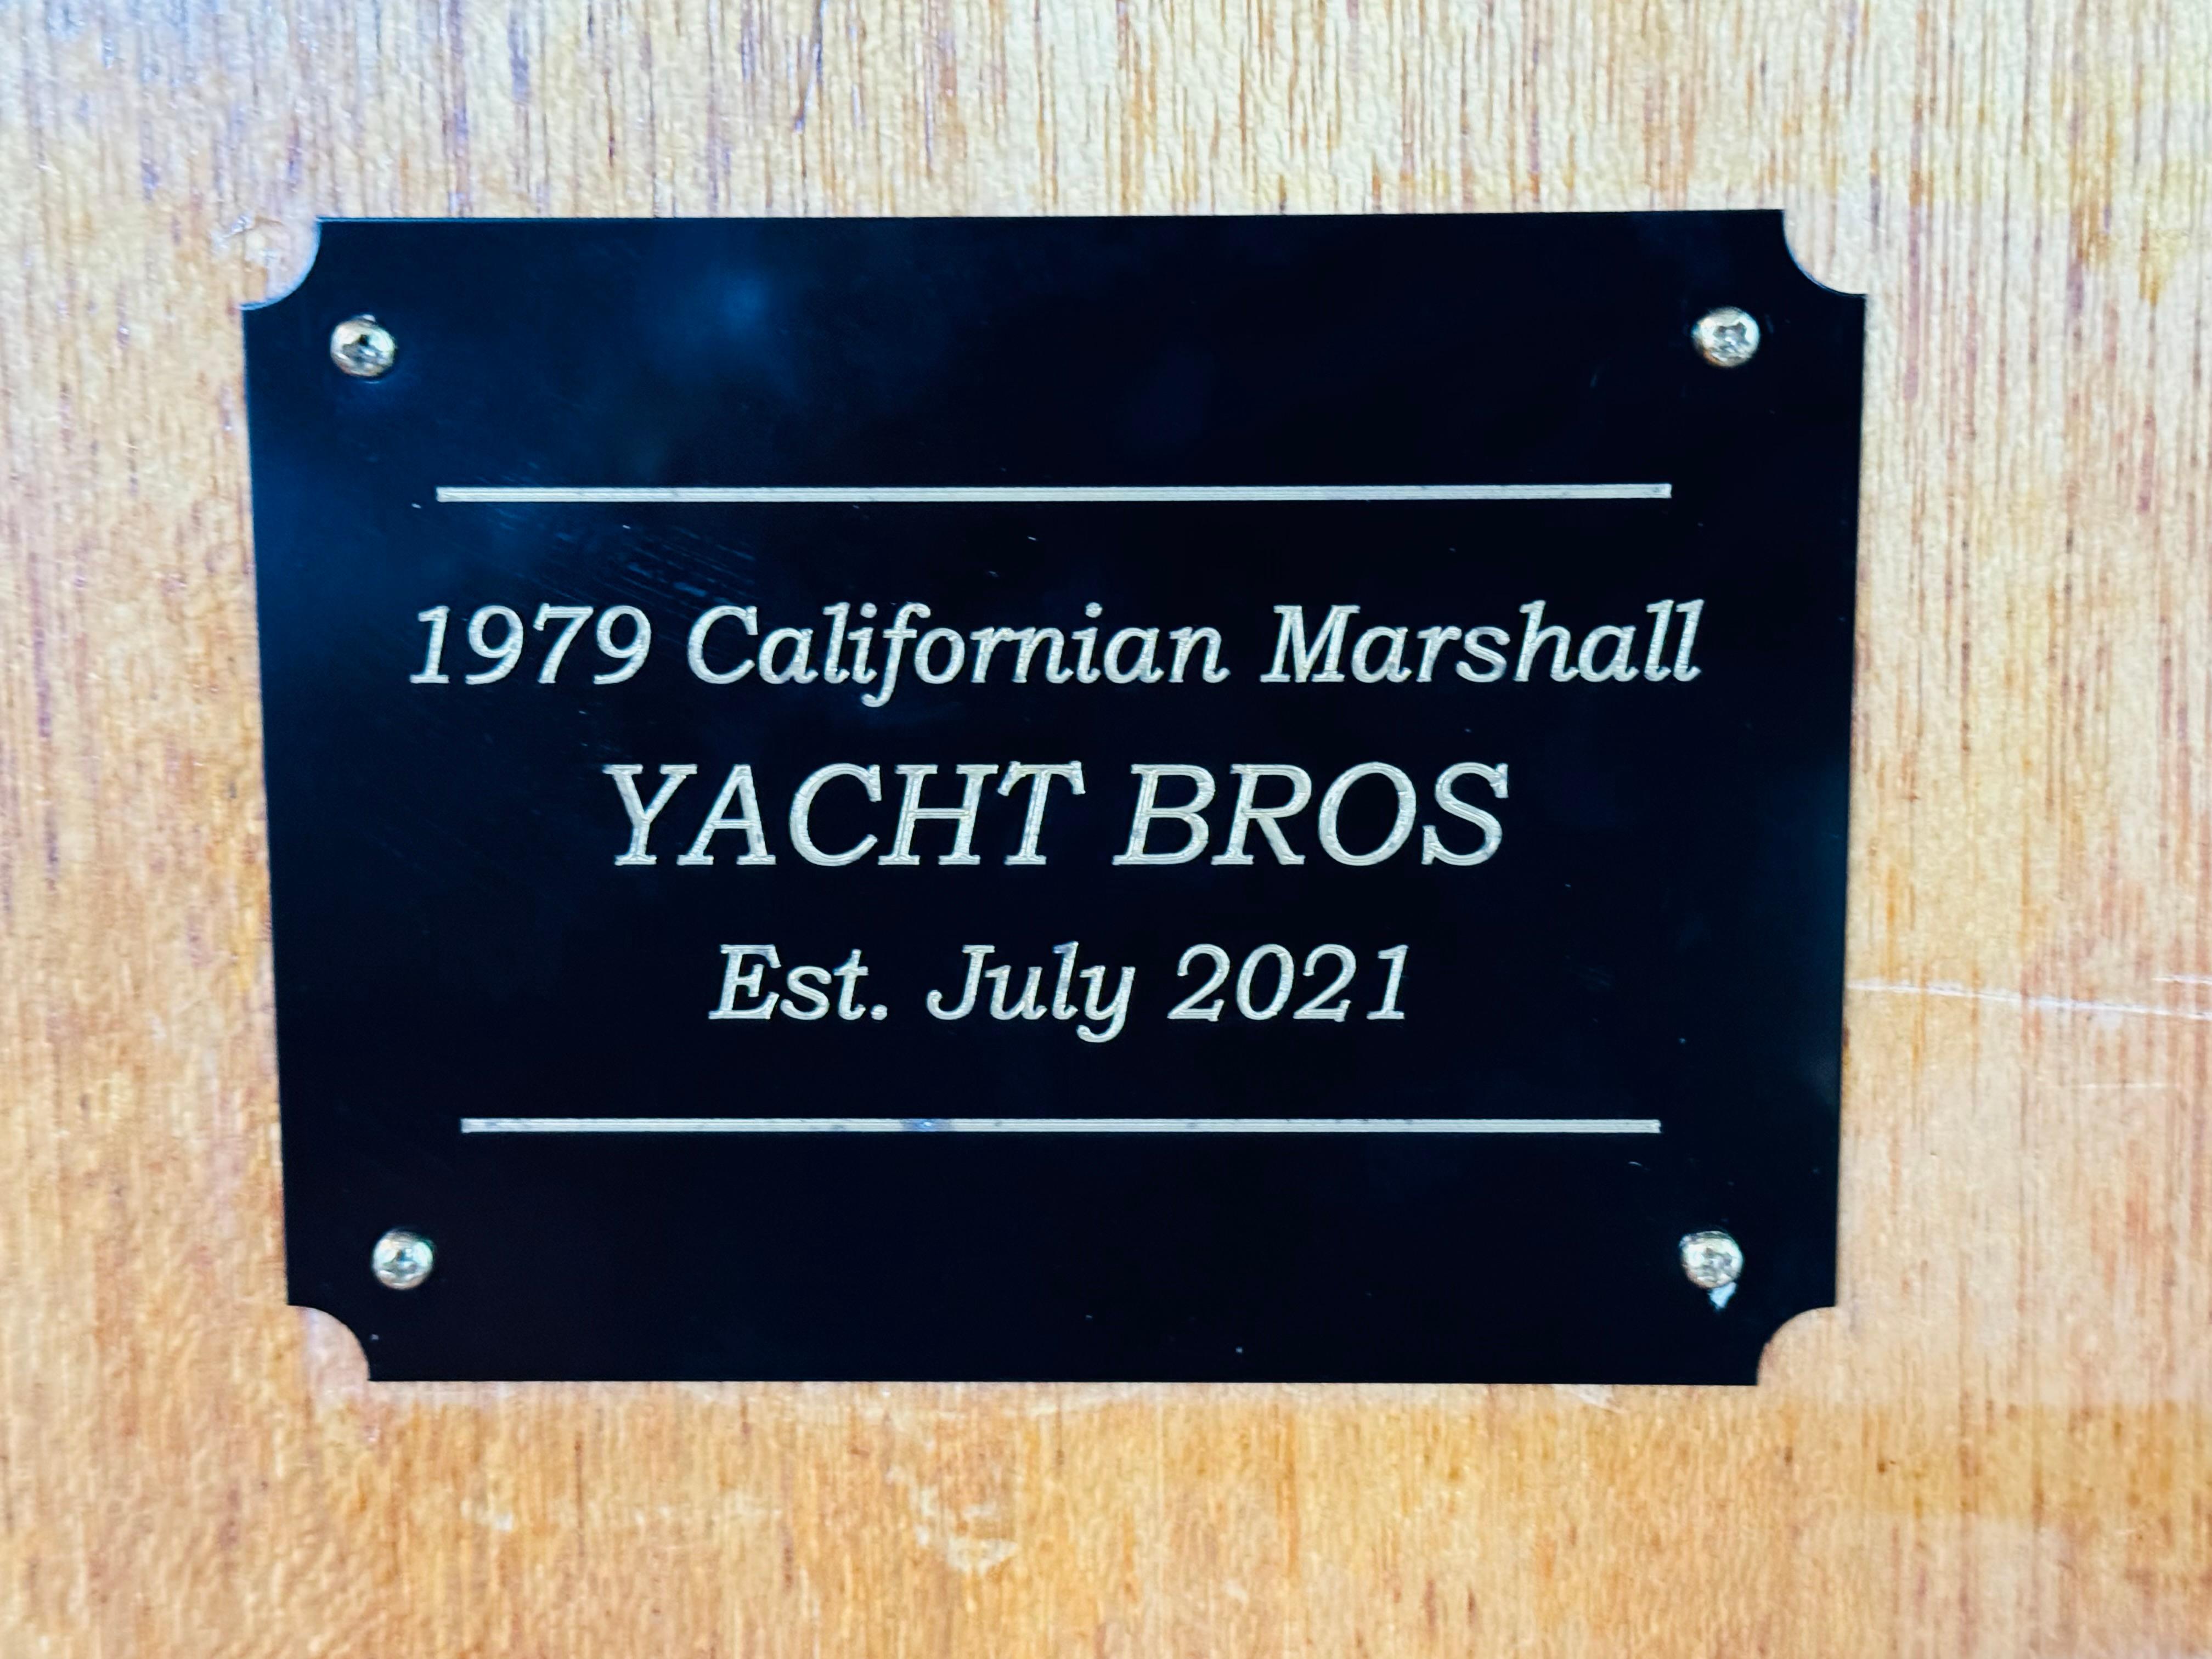 1979 Californian Marshall
YACHT BROS
Est. July 2021